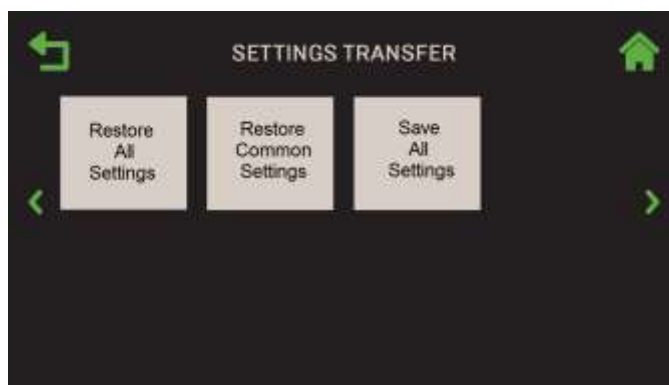 SETTINGS TRANSFER
Restore
All
Settings
Restore
Common
Settings
Save
All
Settings